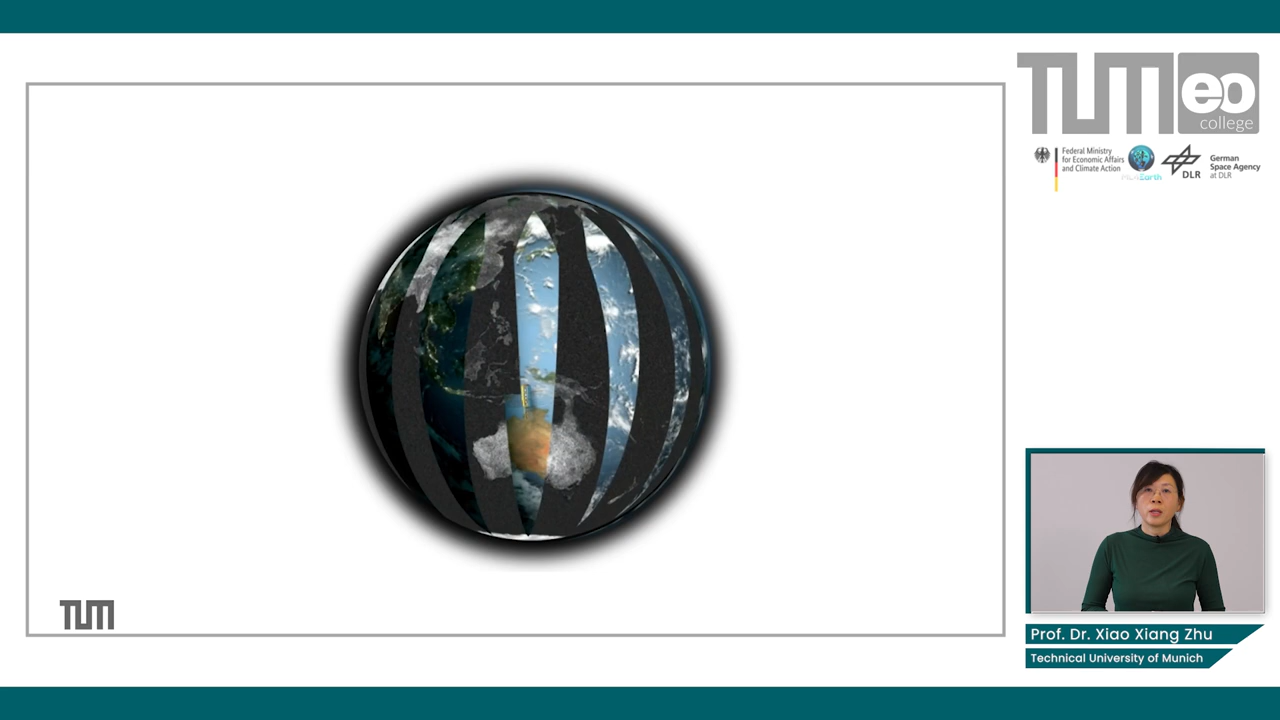 TUM
eo
college
Federal Ministry
for Economic Affairs
and Climate Action
ML4Earth
DLR
German
Space Agency
at DLR
TUM
Prof. Dr. Xiao Xiang Zhu
Technical University of Munich